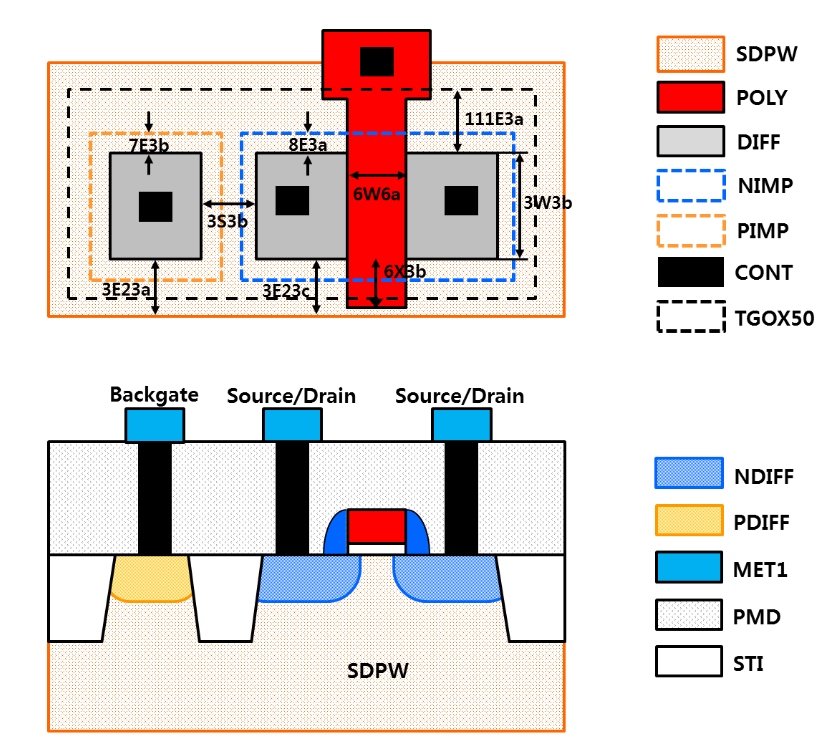 SDPW
POLY
111E3a
DIFF
7E3b
8E3a
NIMP
6W6a
3W3b
3S3b
PIMP
6X3b
CONT
3E23a
3E23c
TGOX50
Backgate
Source/Drain
Source/Drain
NDIFF
PDIFF
MET1
PMD
STI
SDPW